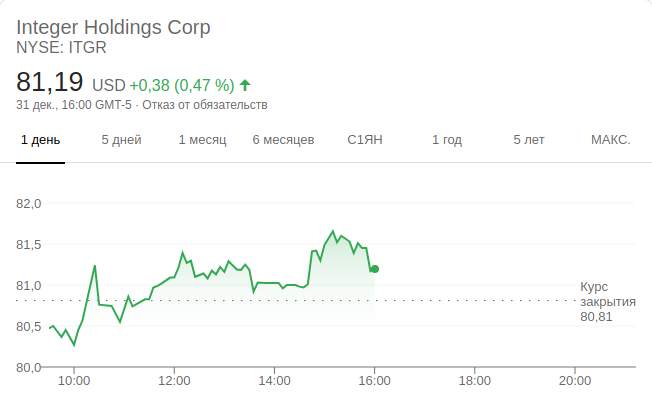 Integer Holdings Corp
NYSE: ITGR
81,19 USD +0,38 (0,47 %)
31 дек., 16:00 GMT-5 · Отказ от обязательств
1 день 5 дней 1 месяц 6 месяцев С1ЯН 1 год 5 лет МАКС.
82,0
81,5
81,0
Курс
закрытия
80,81
80,5
80,0
10:00 12:00 14:00 16:00 18:00 20:00